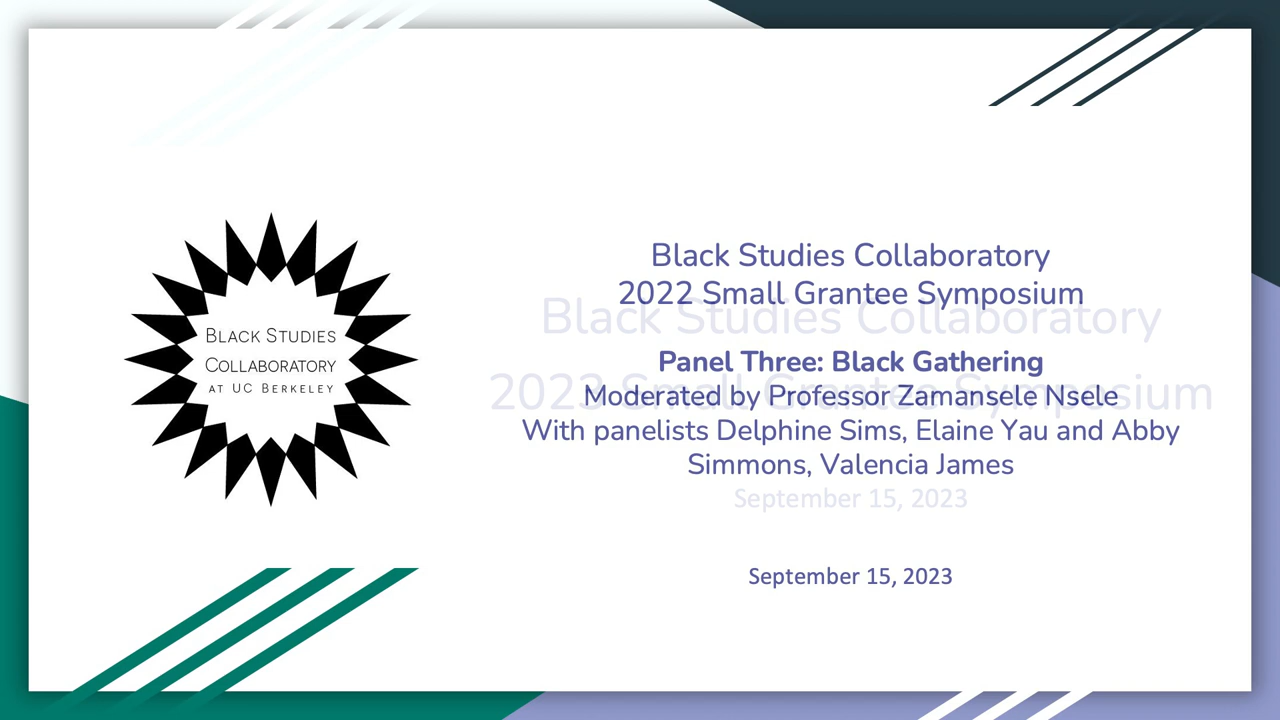 BLACK STUDIES
COLLABORATORY
AT UC BERKELEY
Black Studies Collaboratory
2022 Small Grantee Symposium
Black Studies Collaboratory
Panel Three: Black Gathering
2023 Small Grantee Symposium
Moderated by Professor Zamansele Nsele
With panelists Delphine Sims, Elaine Yau and Abby
Simmons, Valencia James
September 15, 2023
September 15, 2023